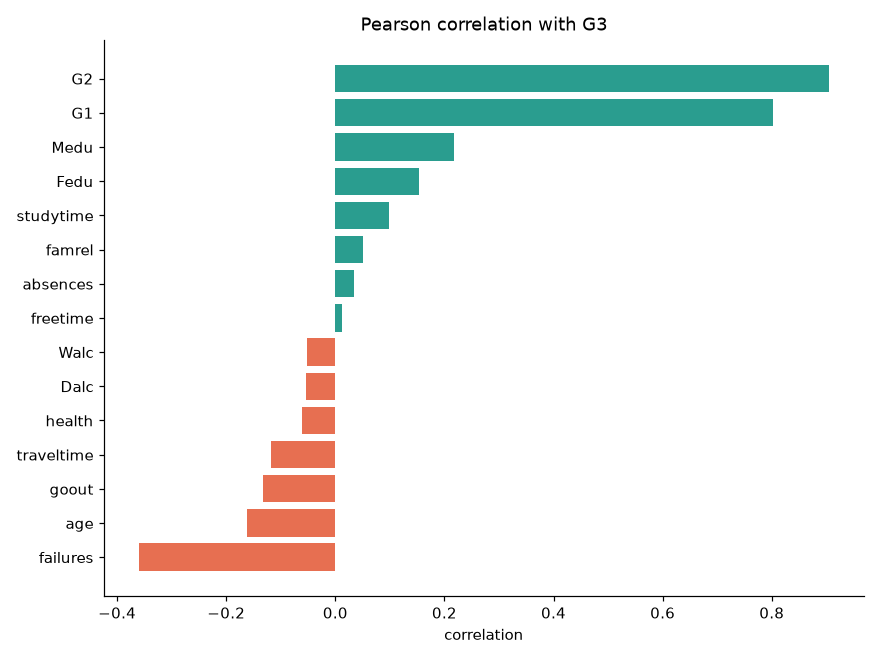 Pearson correlation with G3
G2
G1
Medu
Fedu
studytime
famrel
absences
freetime
Walc
Dalc
health
traveltime
goout
age
failures
−0.4 −0.2 0.0 0.2 0.4 0.6 0.8
correlation